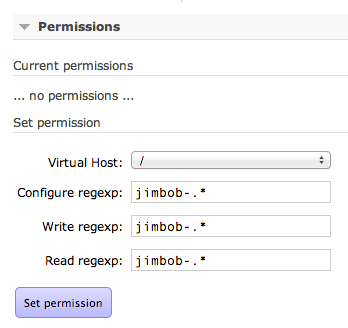 Permissions
Current permissions
... no permissions ...
Set permission
Virtual Host: /
Configure regexp: jimbob-.*
Write regexp: jimbob-.*
Read regexp: jimbob-.*
Set permission